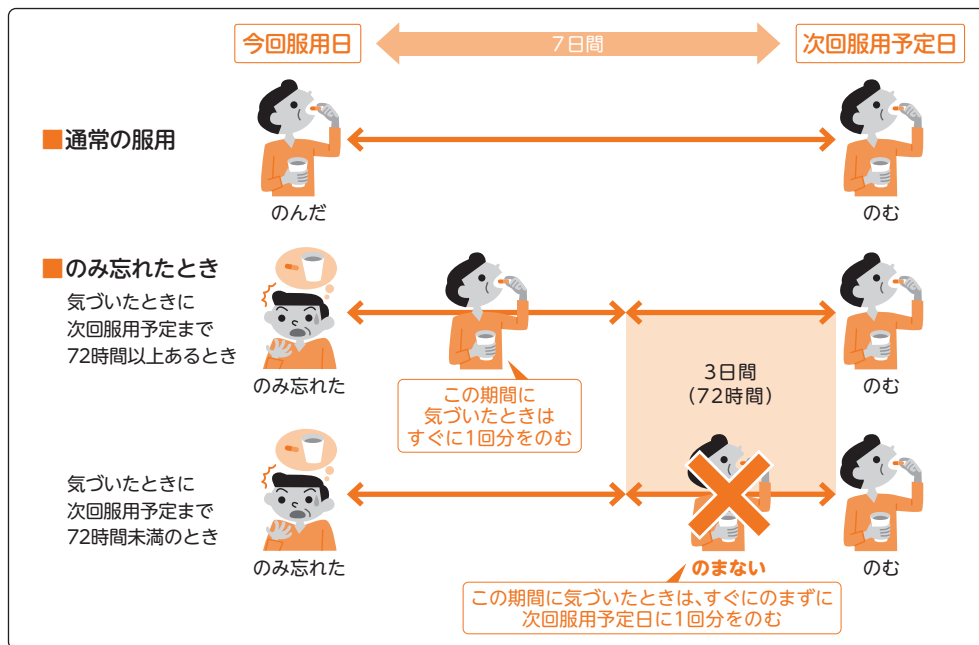 今回服用日
7日間
次回服用予定日
■通常の服用
のんだ
のむ
■のみ忘れたとき
気づいたときに
次回服用予定まで
72時間以上あるとき
のみ忘れた
この期間に
気づいたときは
すぐに1回分をのむ
3日間
(72時間)
のむ
気づいたときに
次回服用予定まで
72時間未満のとき
のみ忘れた
のまない
のむ
この期間に気づいたときは、すぐにのまずに
次回服用予定日に1回分をのむ